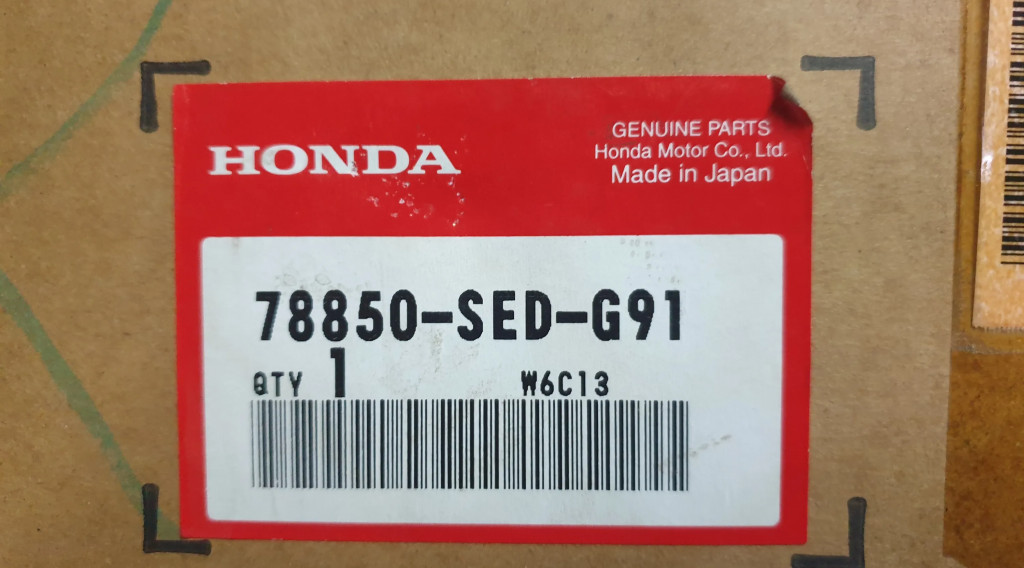 HONDA
GENUINE PARTS
Honda Motor Co., Ltd.
Made in Japan
78850-SED-G91
QTY 1 W6C13